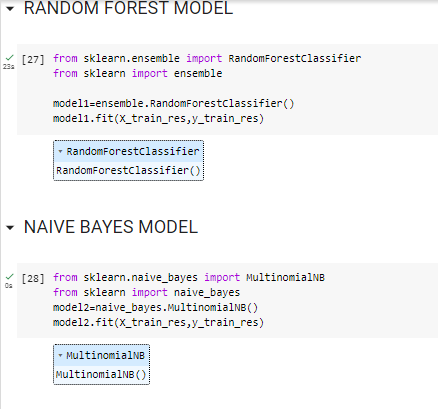 RANDOM FOREST MODEL
[27] from sklearn.ensemble import RandomForestClassifier
23s
from sklearn import ensemble
model1=ensemble.RandomForestClassifier()
model1.fit(X_train_res,y_train_res)
RandomForestClassifier
RandomForestClassifier()
NAIVE BAYES MODEL
[28] from sklearn.naive_bayes import MultinomialNB
0s
from sklearn import naive_bayes
model2=naive_bayes.MultinomialNB()
model2.fit(X_train_res,y_train_res)
MultinomialNB
MultinomialNB()